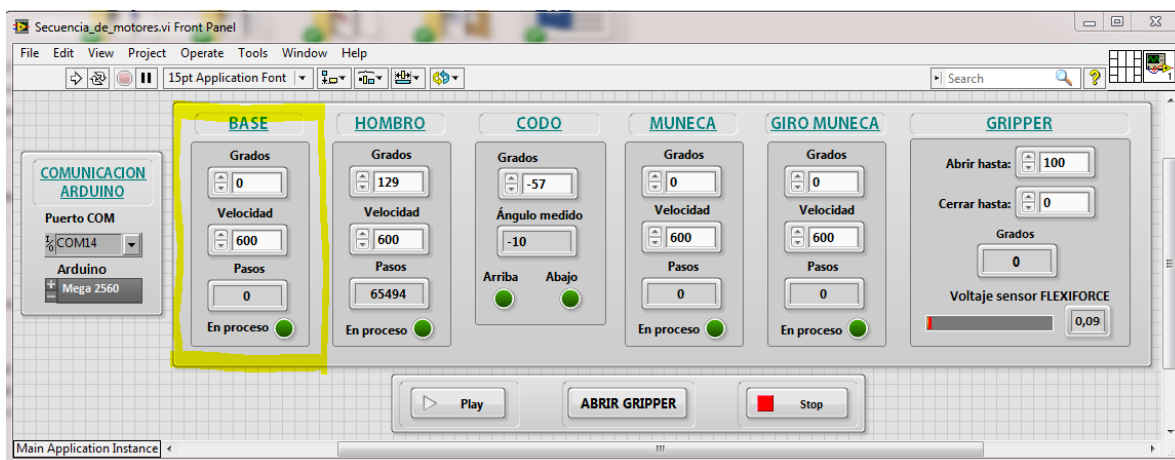 Secuencia_de_motores.vi Front Panel
File Edit View Project Operate Tools Window Help
15pt Application Font
Search
1
COMUNICACION
ARDUINO
Puerto COM
I/O COM14
Arduino
Mega 2560
BASE
Grados
0
Velocidad
600
Pasos
0
En proceso
HOMBRO
Grados
129
Velocidad
600
Pasos
65494
En proceso
CODO
Grados
-57
Ángulo medido
-10
Arriba Abajo
MUNECA
Grados
0
Velocidad
600
Pasos
0
En proceso
GIRO MUNECA
Grados
0
Velocidad
600
Pasos
0
En proceso
GRIPPER
Abrir hasta: 100
Cerrar hasta: 0
Grados
0
Voltaje sensor FLEXIFORCE
0,09
Play ABRIR GRIPPER Stop
Main Application Instance